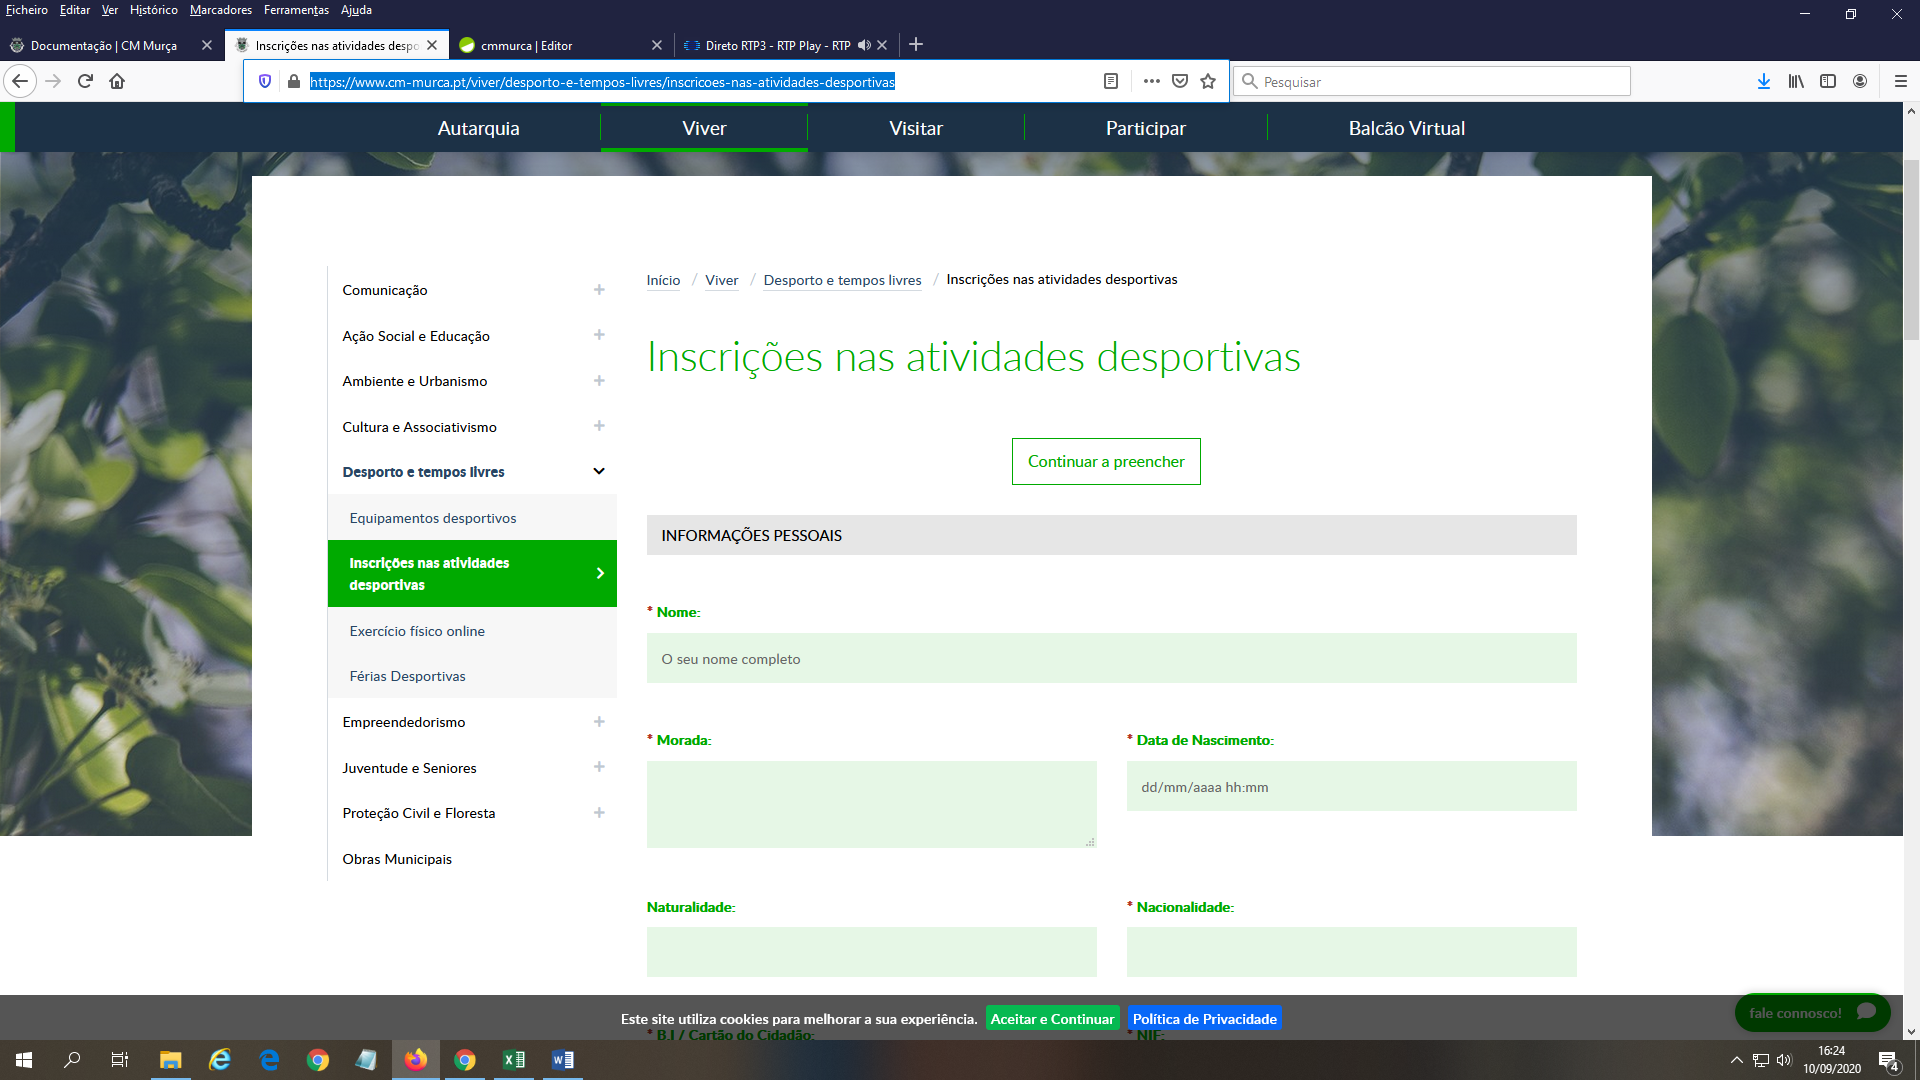 Ficheiro Editar Ver Histórico Marcadores Ferramentas Ajuda
Documentação | CM Murça
Inscrições nas atividades despo
cmmurca | Editor
Direto RTP3 - RTP Play - RTP
https://www.cm-murca.pt/viver/desporto-e-tempos-livres/inscricoes-nas-atividades-desportivas
Pesquisar
Autarquia
Viver
Visitar
Participar
Balcão Virtual
Comunicação
Ação Social e Educação
Ambiente e Urbanismo
Cultura e Associativismo
Desporto e tempos livres
Equipamentos desportivos
Inscrições nas atividades
desportivas
Exercício físico online
Férias Desportivas
Empreendedorismo
Juventude e Seniores
Proteção Civil e Floresta
Obras Municipais
Início / Viver / Desporto e tempos livres / Inscrições nas atividades desportivas
Inscrições nas atividades desportivas
Continuar a preencher
INFORMAÇÕES PESSOAIS
* Nome:
O seu nome completo
* Morada:
* Data de Nascimento:
dd/mm/aaaa hh:mm
Naturalidade:
* Nacionalidade:
* B.I / Cartão do Cidadão:
* NIF:
Este site utiliza cookies para melhorar a sua experiência. Aceitar e Continuar Política de Privacidade
fale connosco!
16:24
10/09/2020
4